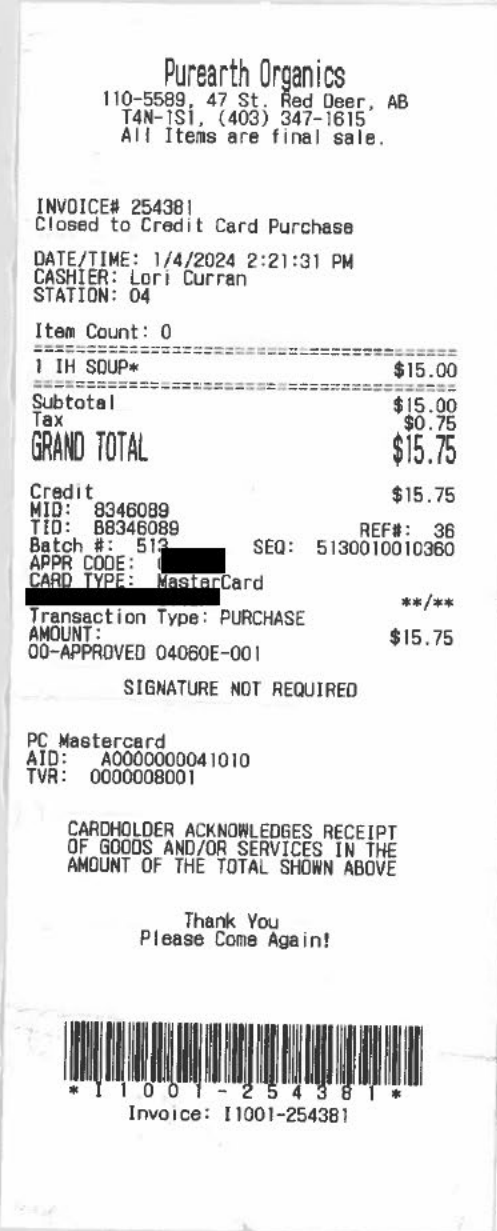 Purearth Organics
110-5589, 47 St. Red Deer, AB
T4N-1S1, (403) 347-1615
All Items are final sale.
INVOICE# 254381
Closed to Credit Card Purchase
DATE/TIME: 1/4/2024 2:21:31 PM
CASHIER: Lori Curran
STATION: 04
Item Count: 0
1 IH SOUP* $15.00
Subtotal $15.00
Tax $0.75
GRAND TOTAL $15.75
Credit $15.75
MID: 8346089
TID: B8346089 REF#: 36
Batch #: 513 SEQ: 5130010010360
APPR CODE:
CARD TYPE: MasterCard
**/**
Transaction Type: PURCHASE
AMOUNT: $15.75
00-APPROVED 04060E-001
SIGNATURE NOT REQUIRED
PC Mastercard
AID: A0000000041010
TVR: 0000008001
CARDHOLDER ACKNOWLEDGES RECEIPT
OF GOODS AND/OR SERVICES IN THE
AMOUNT OF THE TOTAL SHOWN ABOVE
Thank You
Please Come Again!
*I1001-254381*
Invoice: I1001-254381